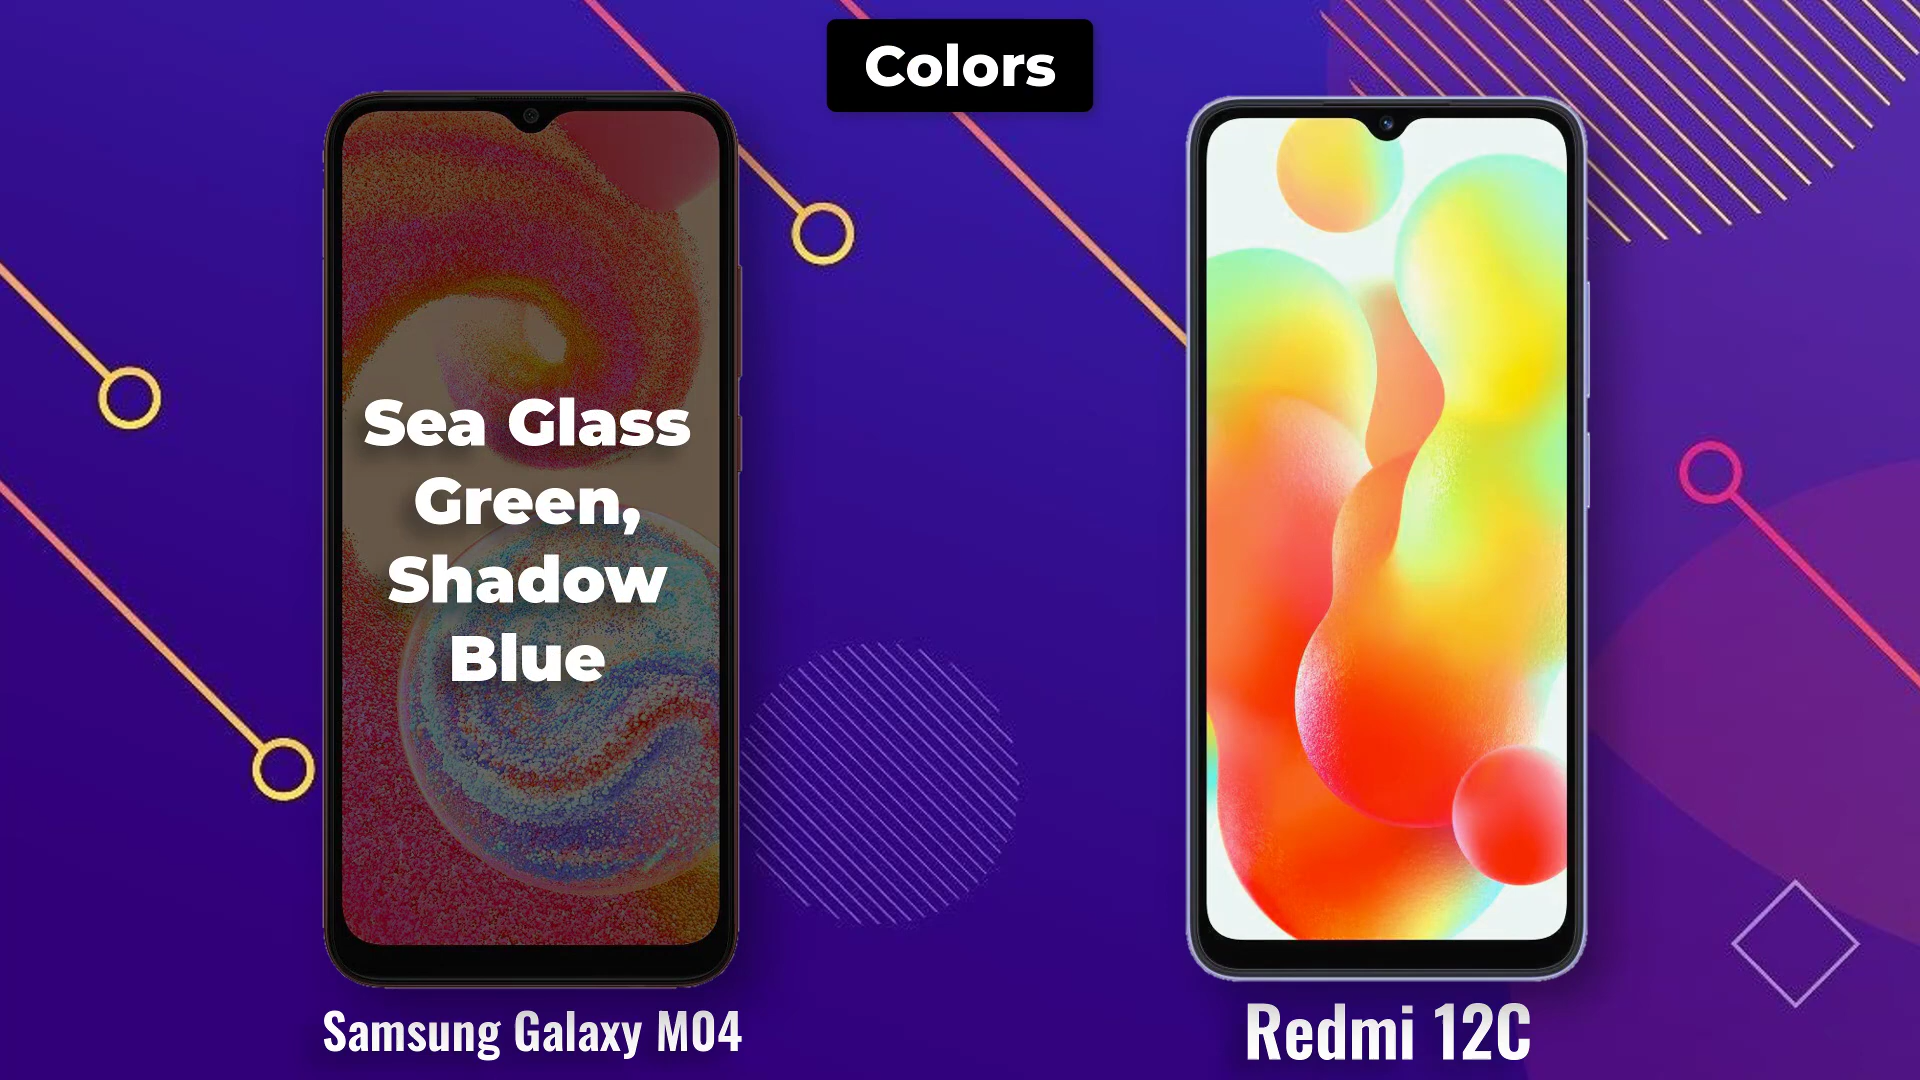 Colors
Sea Glass
Green,
Shadow
Blue
Samsung Galaxy M04
Redmi 12C